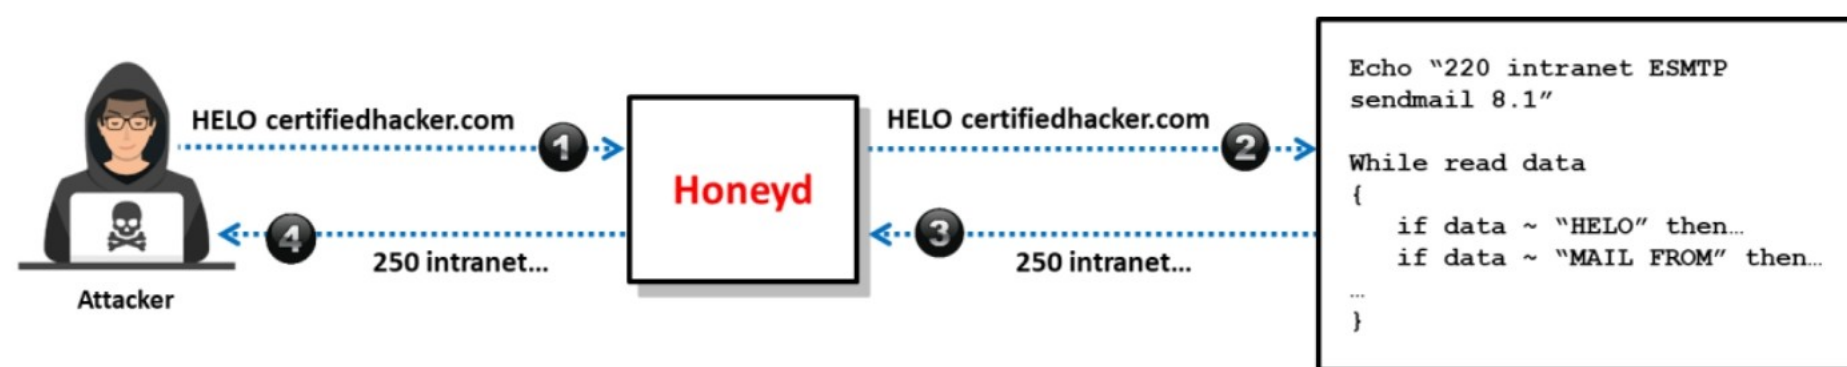 HELO certifiedhacker.com
1
Honeyd
HELO certifiedhacker.com
2
4
250 intranet...
3
250 intranet...
Attacker
Echo “220 intranet ESMTP
sendmail 8.1”
While read data
{
if data ~ “HELO” then…
if data ~ “MAIL FROM” then…
…
}